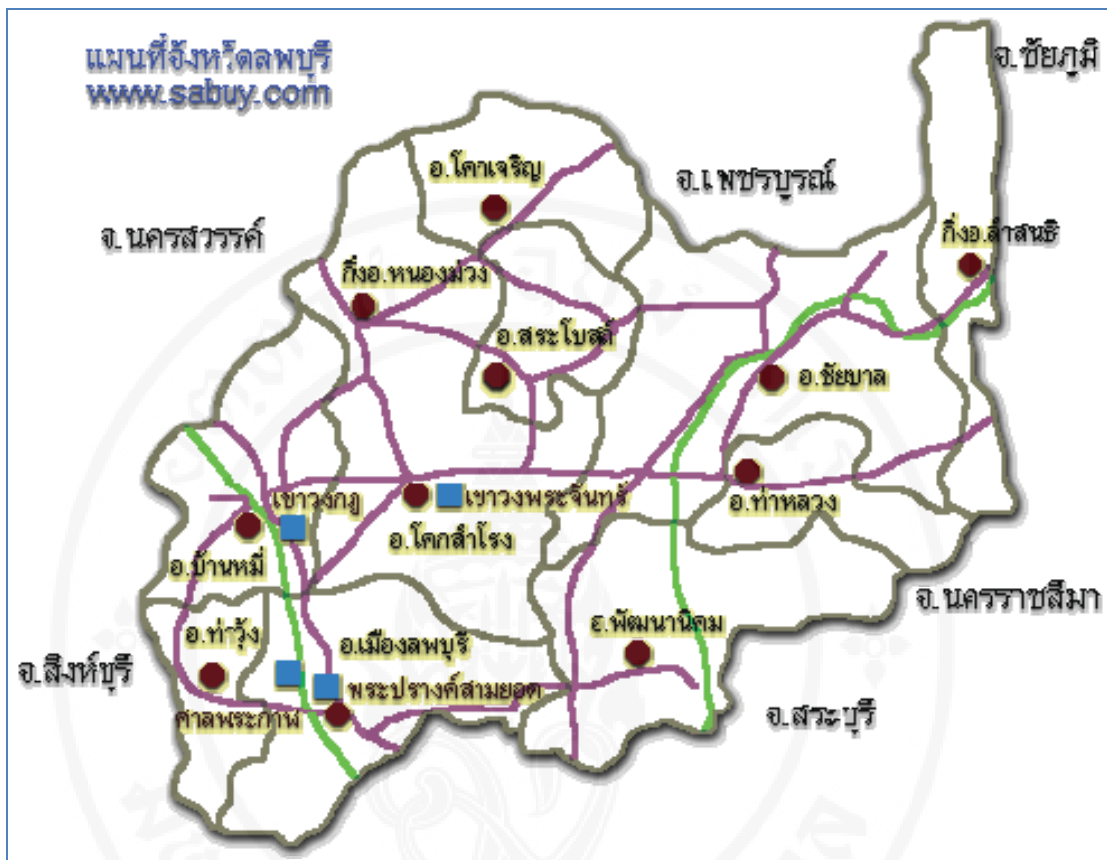 แผนที่จังหวัดลพบุรี
www.sabuy.com
จ.ชัยภูมิ
อ.โคกเจริญ
จ.เพชรบูรณ์
จ.นครสวรรค์
กิ่งอ.ลำสนธิ
กิ่งอ.หนองม่วง
อ.สระโบสถ์
อ.ชัยบาล
เขาวงกฎ
เขาวงพระจันทร์
อ.ท่าหลวง
อ.โคกสำโรง
อ.บ้านหมี่
จ.นครราชสีมา
อ.ท่าวุ้ง
อ.เมืองลพบุรี
อ.พัฒนานิคม
จ.สิงห์บุรี
พระปรางค์สามยอด
ศาลพระกาฬ
จ.สระบุรี